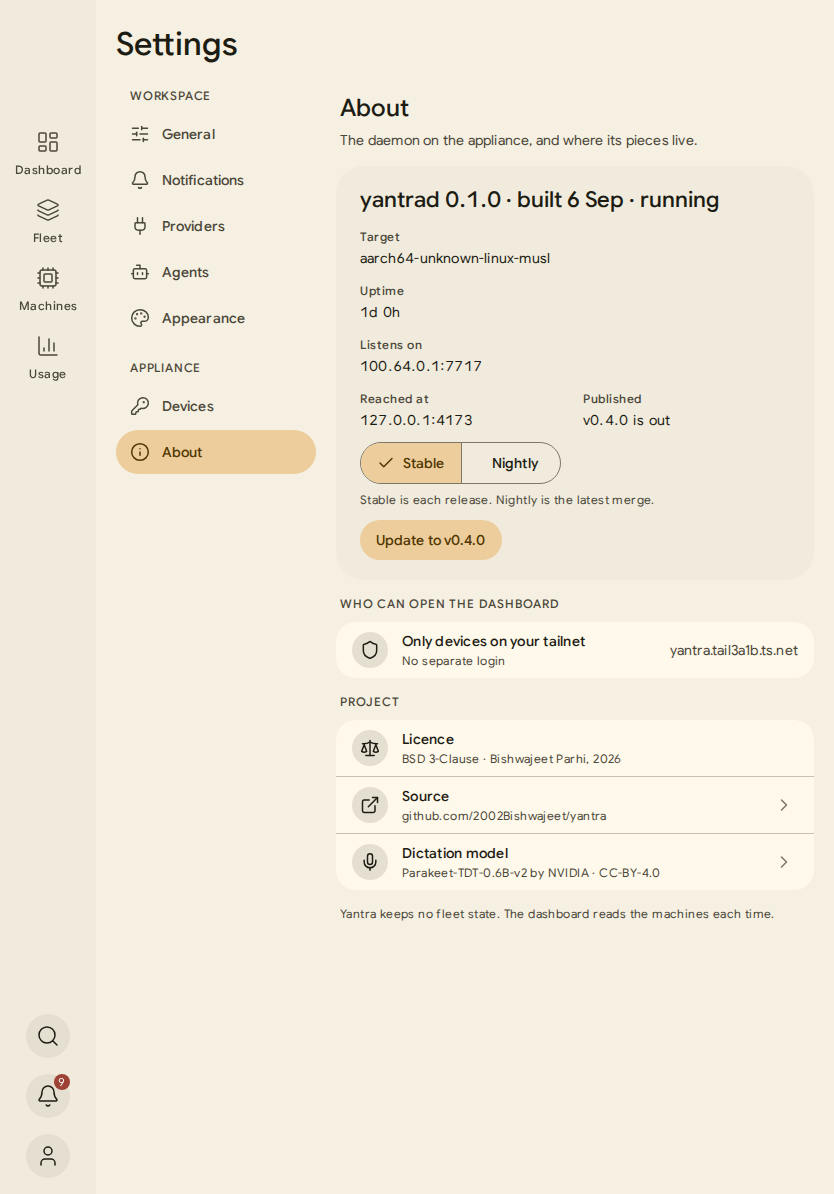 Settings
Dashboard
Fleet
Machines
Usage
9
WORKSPACE
General
Notifications
Providers
Agents
Appearance
APPLIANCE
Devices
About
About
The daemon on the appliance, and where its pieces live.
yantrad 0.1.0 · built 6 Sep · running
Target
aarch64-unknown-linux-musl
Uptime
1d 0h
Listens on
100.64.0.1:7717
Reached at
127.0.0.1:4173
Published
v0.4.0 is out
Stable
Nightly
Stable is each release. Nightly is the latest merge.
Update to v0.4.0
WHO CAN OPEN THE DASHBOARD
Only devices on your tailnet
No separate login
yantra.tail3a1b.ts.net
PROJECT
Licence
BSD 3-Clause · Bishwajeet Parhi, 2026
Source
github.com/2002Bishwajeet/yantra
Dictation model
Parakeet-TDT-0.6B-v2 by NVIDIA · CC-BY-4.0
Yantra keeps no fleet state. The dashboard reads the machines each time.